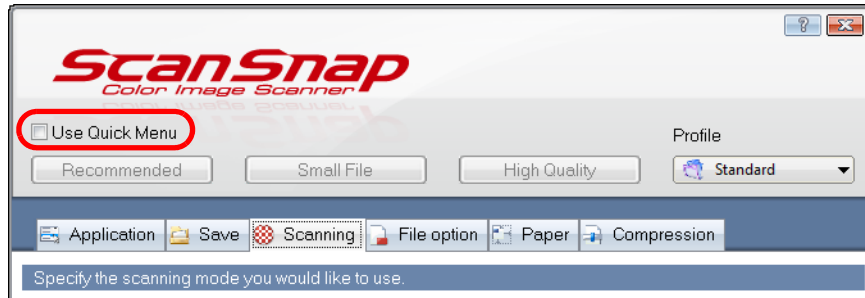 ?
ScanSnap
Color Image Scanner
Use Quick Menu
Profile
Recommended Small File High Quality Standard
Application Save Scanning File option Paper Compression
Specify the scanning mode you would like to use.